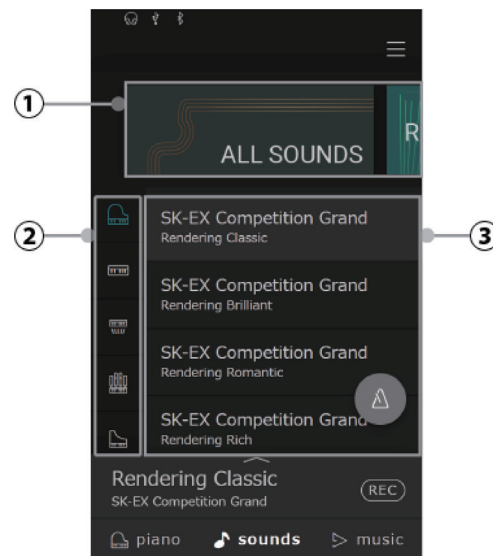 1
ALL SOUNDS
R
2
3
SK-EX Competition Grand
Rendering Classic
SK-EX Competition Grand
Rendering Brilliant
SK-EX Competition Grand
Rendering Romantic
SK-EX Competition Grand
Rendering Rich
Rendering Classic
SK-EX Competition Grand
REC
piano
sounds
music